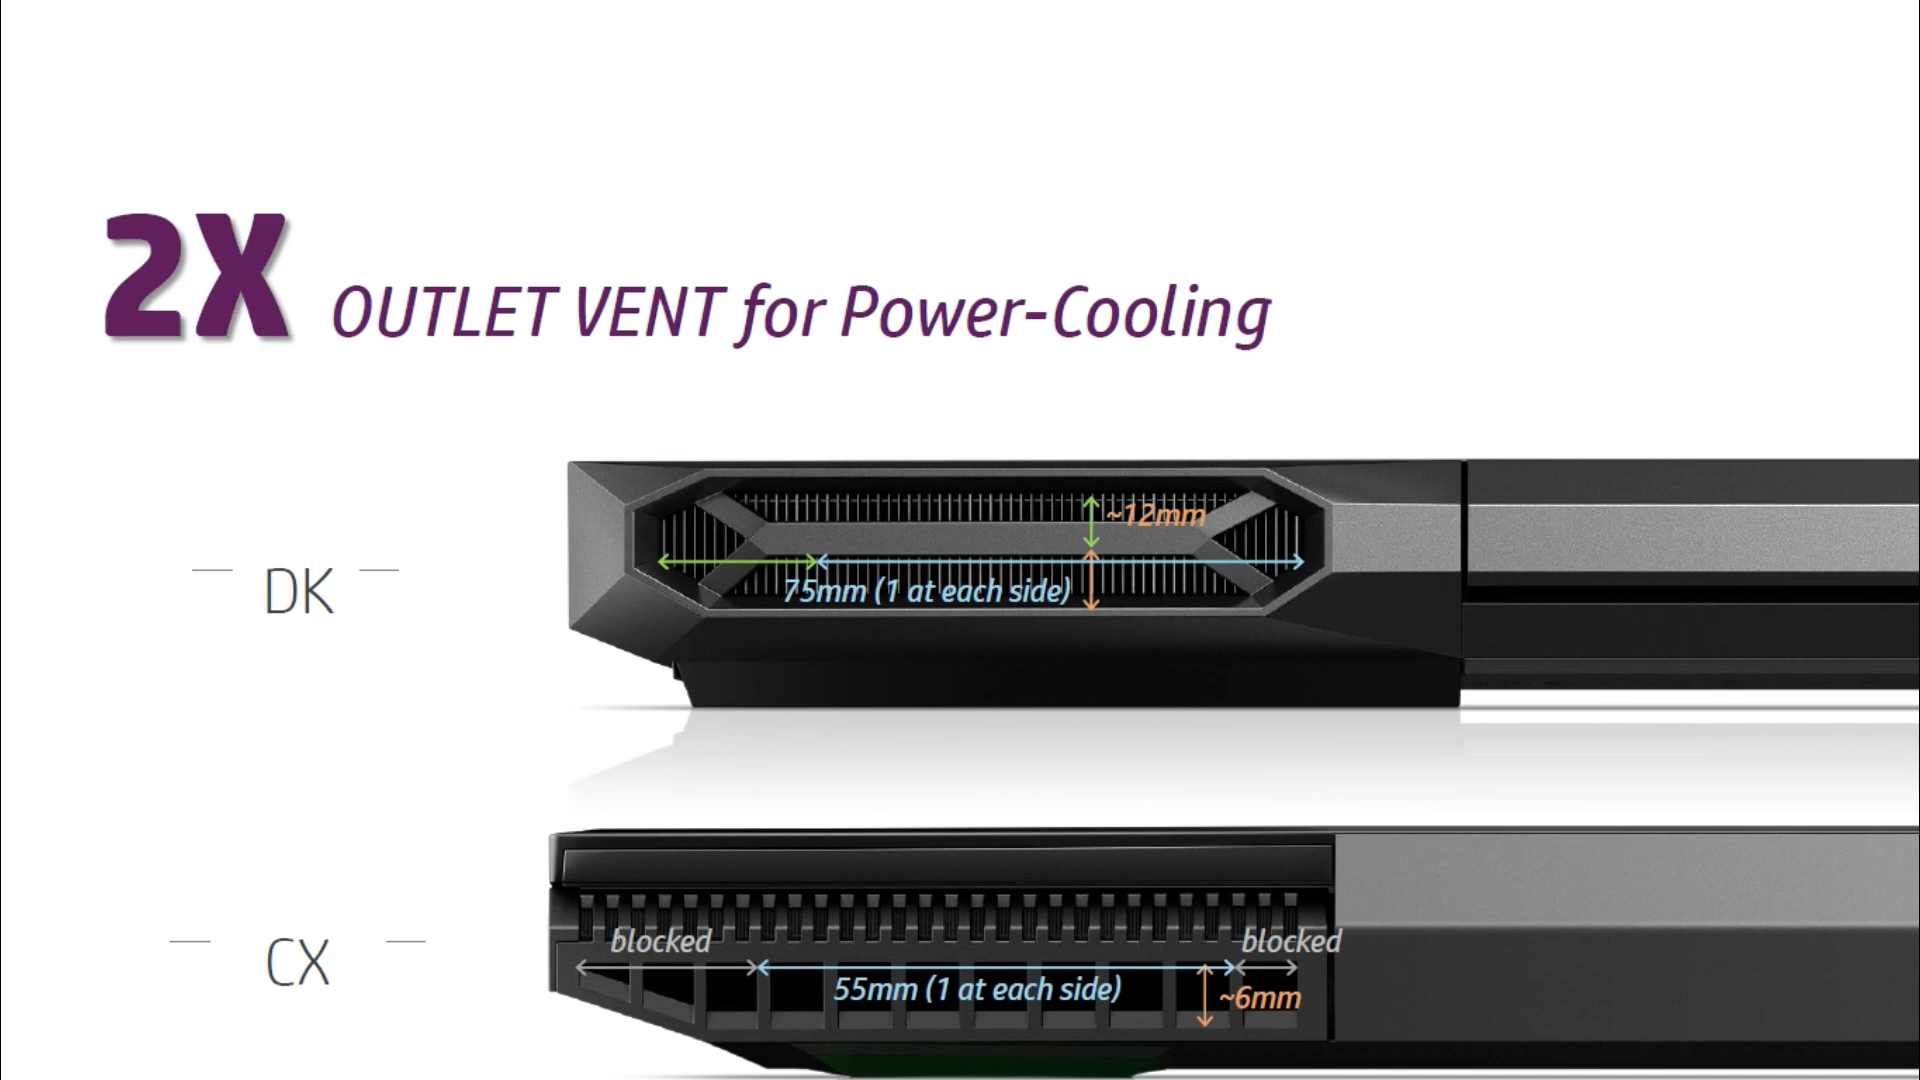 2X OUTLET VENT for Power-Cooling
DK
~12mm
75mm (1 at each side)
CX
blocked
blocked
55mm (1 at each side)
~6mm